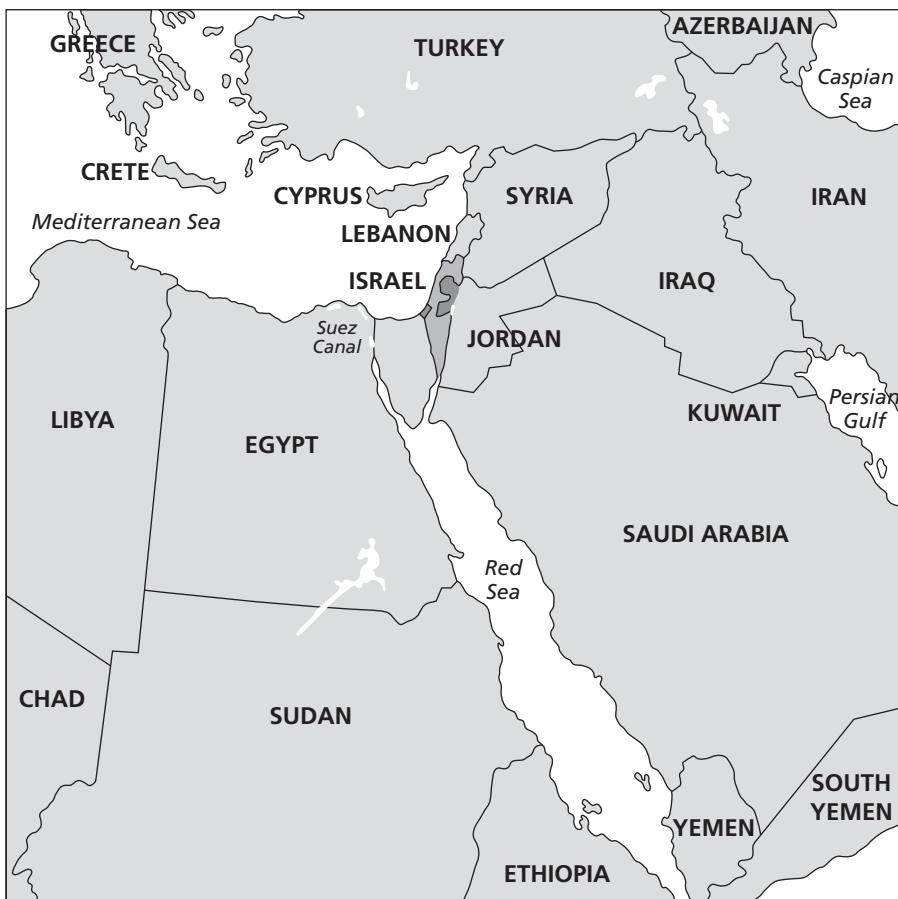 GREECE
TURKEY
AZERBAIJAN
Caspian
Sea
CRETE
CYPRUS
SYRIA
IRAN
Mediterranean Sea
LEBANON
ISRAEL
IRAQ
Suez
Canal
JORDAN
Persian
Gulf
KUWAIT
LIBYA
EGYPT
SAUDI ARABIA
Red
Sea
CHAD
SUDAN
SOUTH
YEMEN
YEMEN
ETHIOPIA